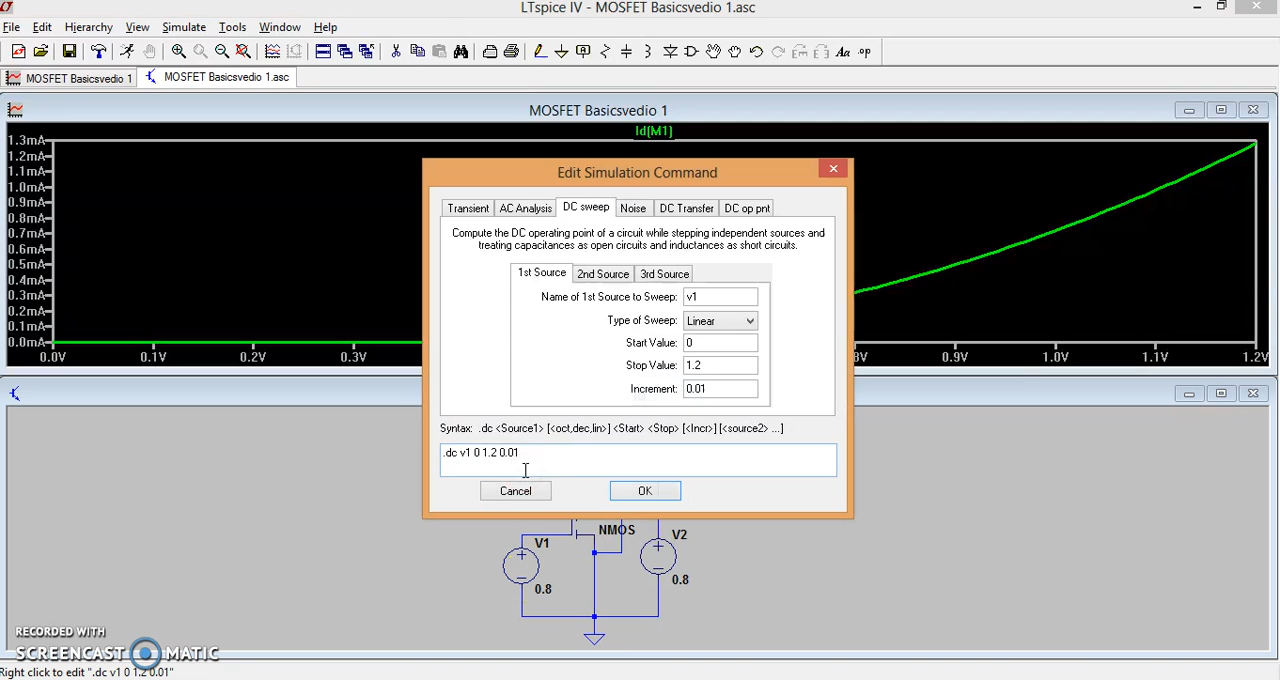 LTspice IV - MOSFET Basicsvedio 1.asc
File Edit Hierarchy View Simulate Tools Window Help
Aa .op
MOSFET Basicsvedio 1 MOSFET Basicsvedio 1.asc
MOSFET Basicsvedio 1
Id(M1)
1.3mA
1.2mA
1.0mA
0.9mA
0.8mA
0.7mA
0.6mA
0.5mA
0.4mA
0.3mA
0.2mA
0.1mA
0.0mA
0.0V 0.1V 0.2V 0.3V 0.8V 0.9V 1.0V 1.1V 1.2V
Edit Simulation Command
Transient AC Analysis DC sweep Noise DC Transfer DC op pnt
Compute the DC operating point of a circuit while stepping independent sources and
treating capacitances as open circuits and inductances as short circuits.
1st Source 2nd Source 3rd Source
Name of 1st Source to Sweep: v1
Type of Sweep: Linear
Start Value: 0
Stop Value: 1.2
Increment: 0.01
Syntax: .dc <Source1> [<oct,dec,lin>] <Start> <Stop> [<Incr>] [<source2> ...]
.dc v1 0 1.2 0.01
Cancel OK
NMOS
V1
0.8
V2
0.8
RECORDED WITH
SCREENCAST MATIC
Right click to edit ".dc v1 0 1.2 0.01"